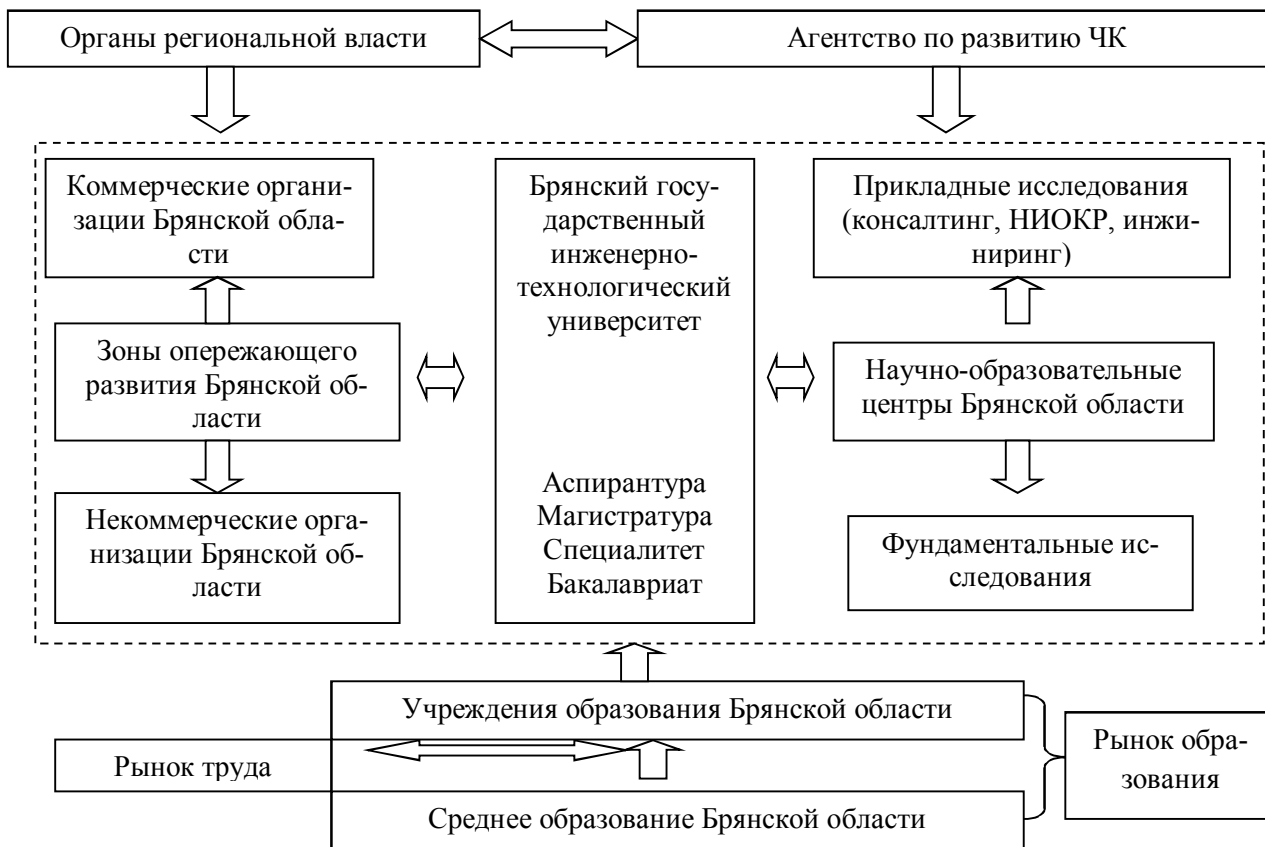 Органы региональной власти
Агентство по развитию ЧК
Коммерческие органи-
зации Брянской обла-
сти
Зоны опережающего
развития Брянской об-
ласти
Некоммерческие орга-
низации Брянской об-
ласти
Брянский госу-
дарственный
инженерно-
технологический
университет
Аспирантура
Магистратура
Специалитет
Бакалавриат
Прикладные исследования
(консалтинг, НИОКР, инжи-
ниринг)
Научно-образовательные
центры Брянской области
Фундаментальные ис-
следования
Учреждения образования Брянской области
Рынок труда
Среднее образование Брянской области
Рынок обра-
зования